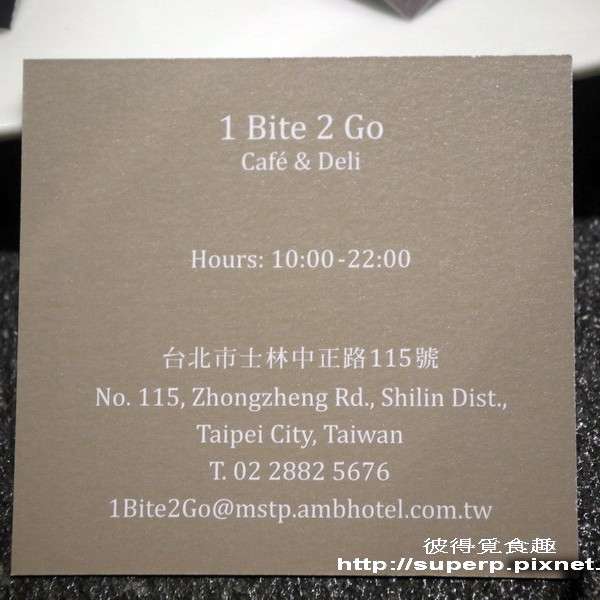 1 Bite 2 Go
Café & Deli
Hours: 10:00-22:00
台北市士林中正路115號
No. 115, Zhongzheng Rd., Shilin Dist.,
Taipei City, Taiwan
T. 02 2882 5676
1Bite2Go@mstp.ambhotel.com.tw
彼得覓食趣
http://superp.pixnet.